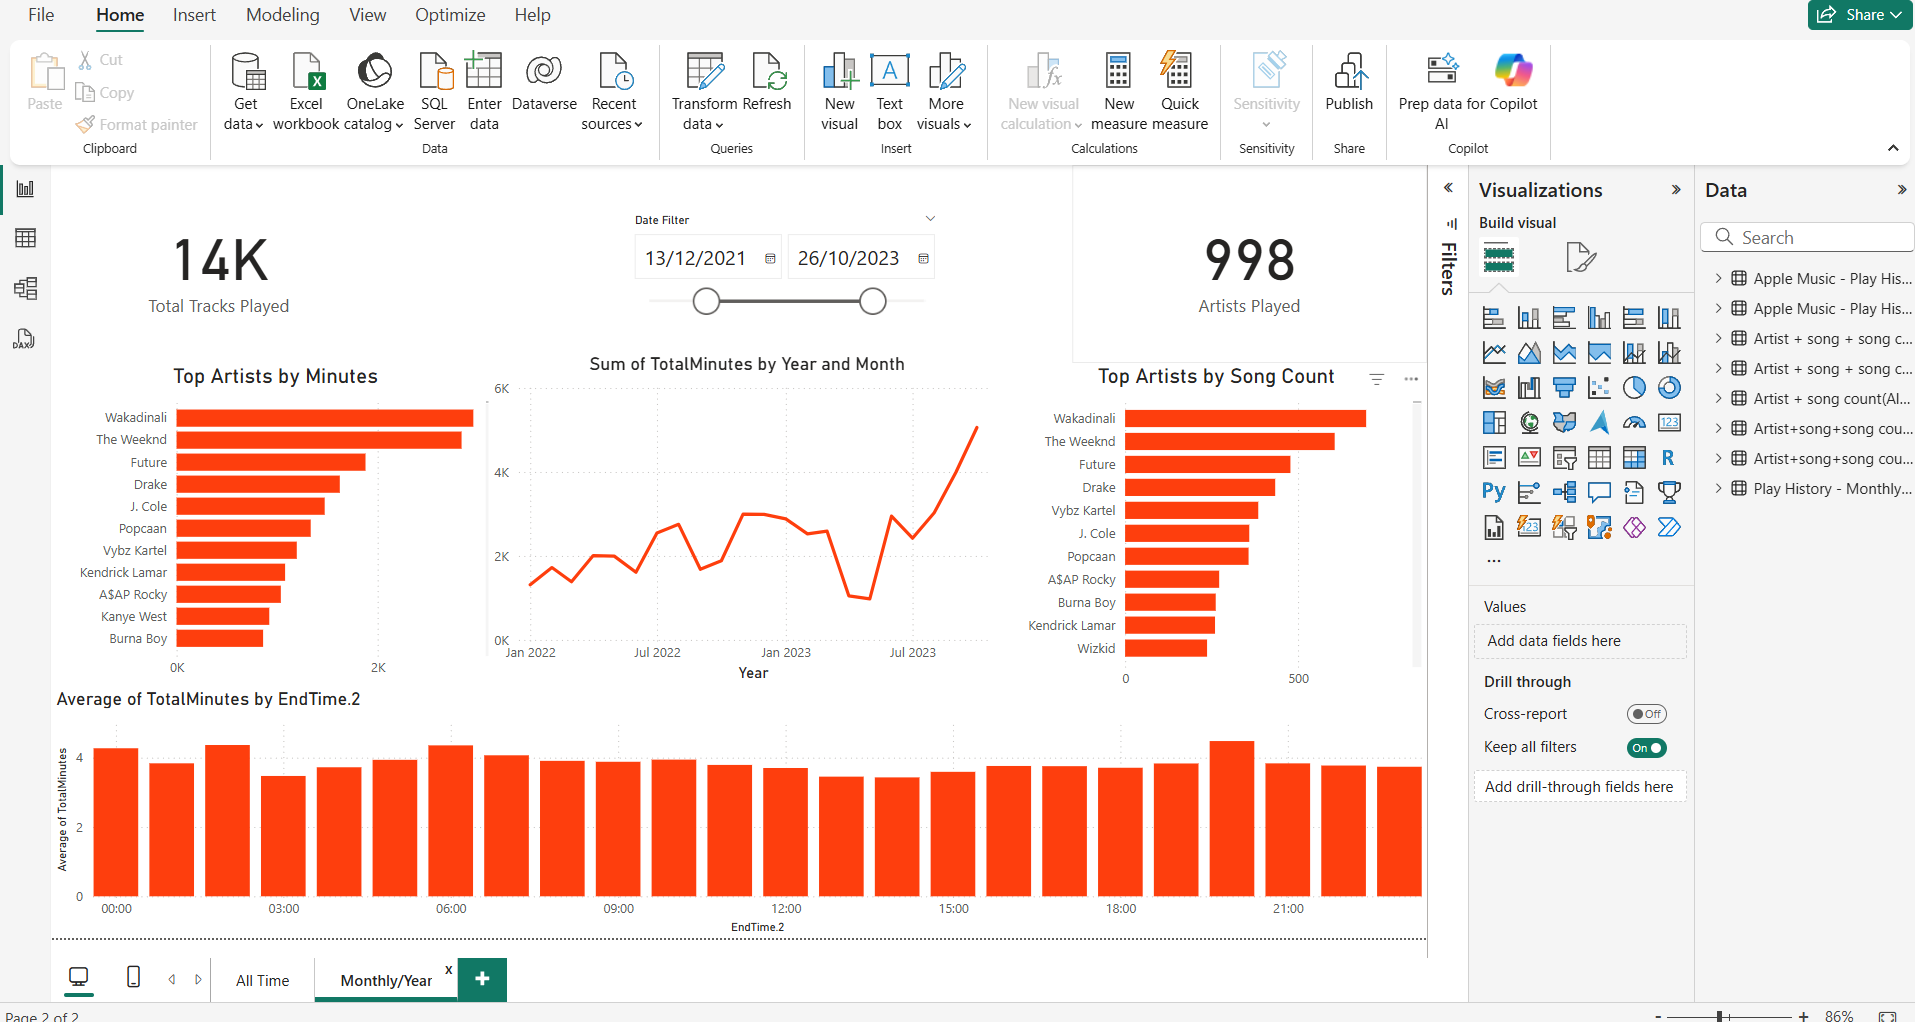 File Home Insert Modeling View Optimize Help Share
Paste
Cut
Copy
Format painter
Clipboard
Get data
Excel workbook
OneLake catalog
SQL Server
Enter data
Dataverse
Recent sources
Data
Transform data
Refresh
Queries
New visual
Text box
More visuals
Insert
New visual calculation
New measure
Quick measure
Calculations
Sensitivity
Sensitivity
Publish
Share
Prep data for AI
Copilot
Copilot
DAX
14K
Total Tracks Played
Date Filter
13/12/2021
26/10/2023
998
Artists Played
Top Artists by Minutes
Wakadinali
The Weeknd
Future
Drake
J. Cole
Popcaan
Vybz Kartel
Kendrick Lamar
A$AP Rocky
Kanye West
Burna Boy
0K 2K
Sum of TotalMinutes by Year and Month
6K
4K
2K
0K
Jan 2022 Jul 2022 Jan 2023 Jul 2023
Year
Top Artists by Song Count
Wakadinali
The Weeknd
Future
Drake
Vybz Kartel
J. Cole
Popcaan
A$AP Rocky
Burna Boy
Kendrick Lamar
Wizkid
0 500
Average of TotalMinutes by EndTime.2
Average of TotalMinutes
4
2
0
00:00 03:00 06:00 09:00 12:00 15:00 18:00 21:00
EndTime.2
All Time
Monthly/Year x
+
Page 2 of 2
Filters
Visualizations
Build visual
123
R
Py
123
...
Values
Add data fields here
Drill through
Cross-report Off
Keep all filters On
Add drill-through fields here
Data
Search
Apple Music - Play His...
Apple Music - Play His...
Artist + song + song c...
Artist + song + song c...
Artist + song count(Al...
Artist+song+song cou...
Artist+song+song cou...
Play History - Monthly...
- + 86%